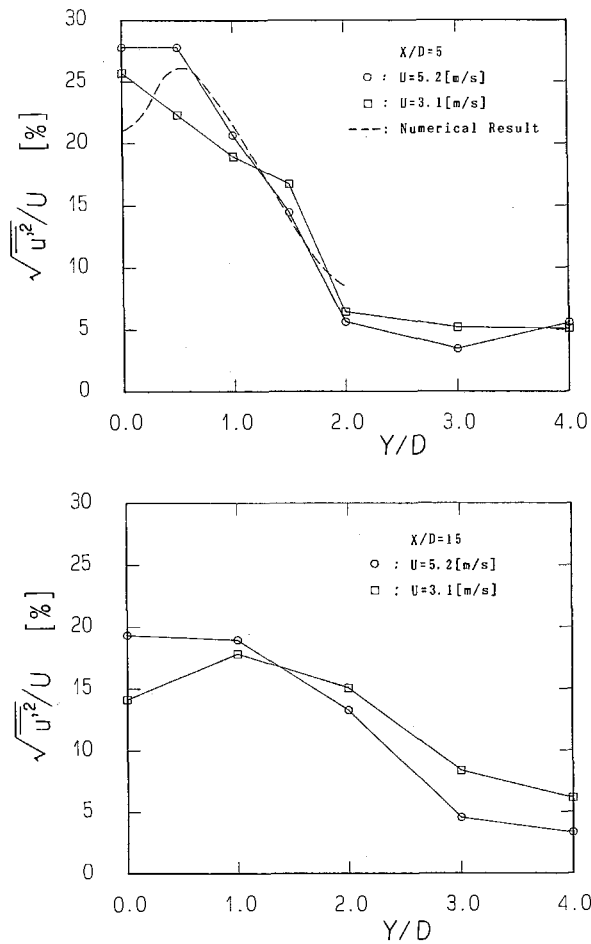 30
25
20
15
10
5
0
√u'²/U [%]
X/D=5
○ : U=5.2[m/s]
□ : U=3.1[m/s]
---: Numerical Result
0.0 1.0 2.0 3.0 4.0
Y/D
30
25
20
15
10
5
0
√u'²/U [%]
X/D=15
○ : U=5.2[m/s]
□ : U=3.1[m/s]
0.0 1.0 2.0 3.0 4.0
Y/D